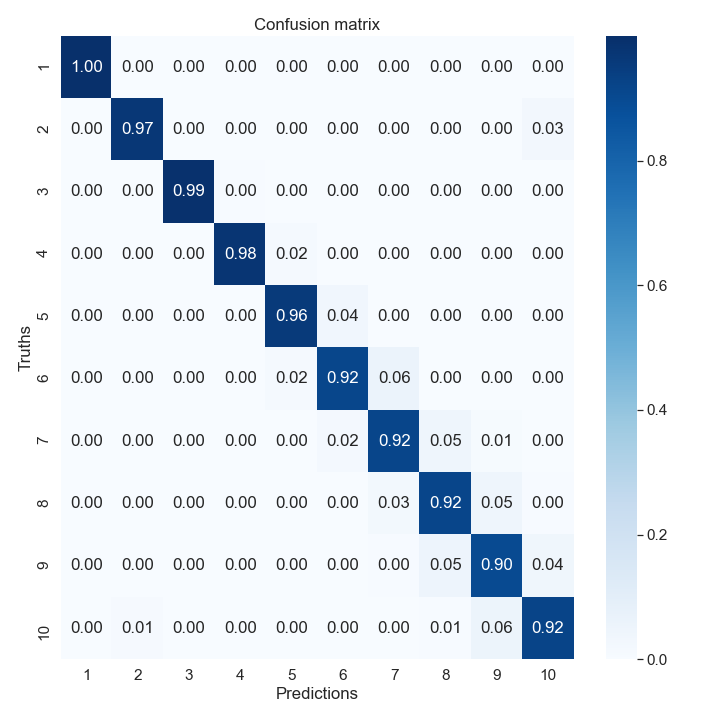 Confusion matrix
1 1.00 0.00 0.00 0.00 0.00 0.00 0.00 0.00 0.00 0.00
2 0.00 0.97 0.00 0.00 0.00 0.00 0.00 0.00 0.00 0.03
0.8
3 0.00 0.00 0.99 0.00 0.00 0.00 0.00 0.00 0.00 0.00
4 0.00 0.00 0.00 0.98 0.02 0.00 0.00 0.00 0.00 0.00
0.6
5 0.00 0.00 0.00 0.00 0.96 0.04 0.00 0.00 0.00 0.00
Truths
6 0.00 0.00 0.00 0.00 0.02 0.92 0.06 0.00 0.00 0.00
0.4
7 0.00 0.00 0.00 0.00 0.00 0.02 0.92 0.05 0.01 0.00
8 0.00 0.00 0.00 0.00 0.00 0.00 0.03 0.92 0.05 0.00
0.2
9 0.00 0.00 0.00 0.00 0.00 0.00 0.00 0.05 0.90 0.04
10 0.00 0.01 0.00 0.00 0.00 0.00 0.00 0.01 0.06 0.92
0.0
1 2 3 4 5 6 7 8 9 10
Predictions